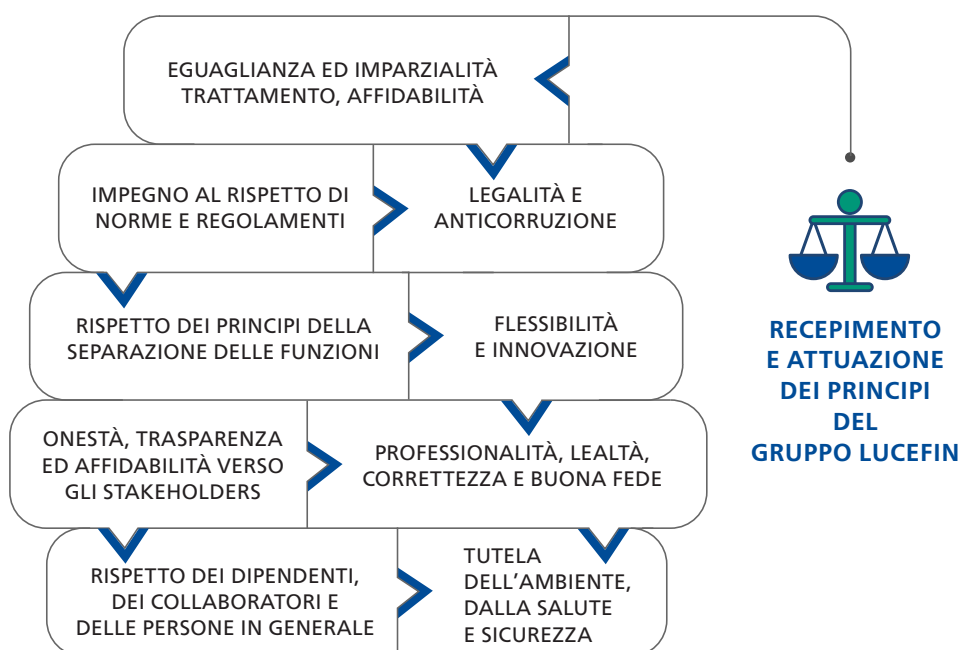 EGUAGLIANZA ED IMPARZIALITÀ
TRATTAMENTO, AFFIDABILITÀ
IMPEGNO AL RISPETTO DI
NORME E REGOLAMENTI
LEGALITÀ E
ANTICORRUZIONE
RISPETTO DEI PRINCIPI DELLA
SEPARAZIONE DELLE FUNZIONI
FLESSIBILITÀ
E INNOVAZIONE
ONESTÀ, TRASPARENZA
ED AFFIDABILITÀ VERSO
GLI STAKEHOLDERS
PROFESSIONALITÀ, LEALTÀ,
CORRETTEZZA E BUONA FEDE
RISPETTO DEI DIPENDENTI,
DEI COLLABORATORI E
DELLE PERSONE IN GENERALE
TUTELA
DELL’AMBIENTE,
DALLA SALUTE
E SICUREZZA
RECEPIMENTO
E ATTUAZIONE
DEI PRINCIPI
DEL
GRUPPO LUCEFIN